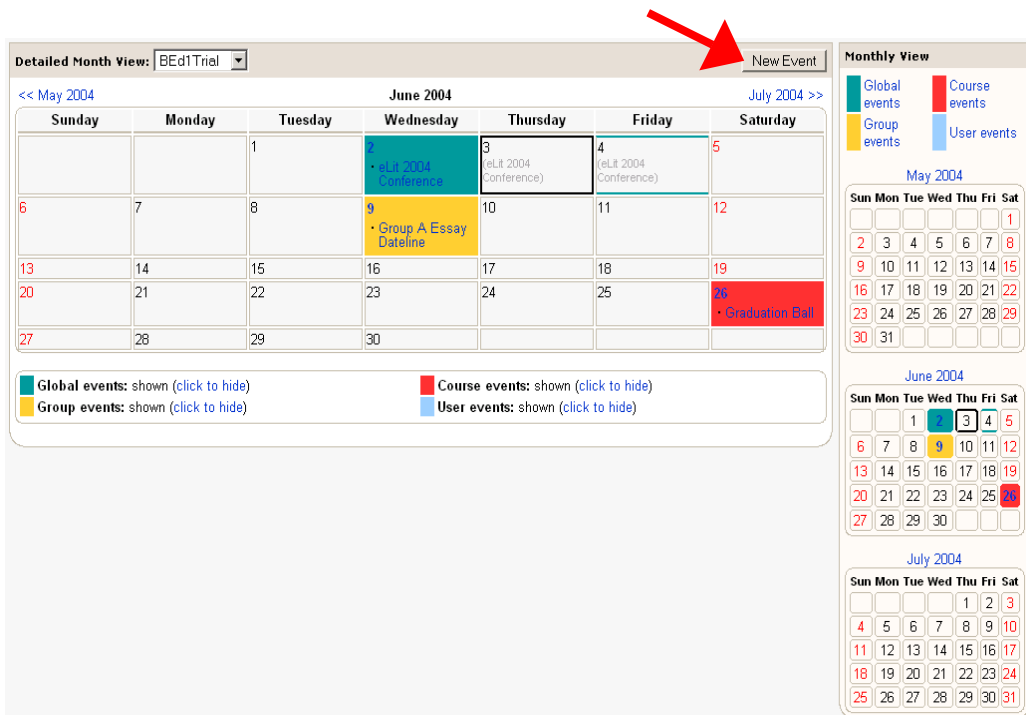 Detailed Month View: BEd1Trial New Event
<< May 2004 June 2004 July 2004 >>
Sunday Monday Tuesday Wednesday Thursday Friday Saturday
1 2 3 4 5
• eLit 2004 Conference (eLit 2004 Conference) (eLit 2004 Conference)
6 7 8 9 10 11 12
• Group A Essay Dateline
13 14 15 16 17 18 19
20 21 22 23 24 25 26
• Graduation Ball
27 28 29 30
Global events: shown (click to hide) Course events: shown (click to hide)
Group events: shown (click to hide) User events: shown (click to hide)
Monthly View
Global events Course events
Group events User events
May 2004
Sun Mon Tue Wed Thu Fri Sat
1
2 3 4 5 6 7 8
9 10 11 12 13 14 15
16 17 18 19 20 21 22
23 24 25 26 27 28 29
30 31
June 2004
Sun Mon Tue Wed Thu Fri Sat
1 2 3 4 5
6 7 8 9 10 11 12
13 14 15 16 17 18 19
20 21 22 23 24 25 26
27 28 29 30
July 2004
Sun Mon Tue Wed Thu Fri Sat
1 2 3
4 5 6 7 8 9 10
11 12 13 14 15 16 17
18 19 20 21 22 23 24
25 26 27 28 29 30 31